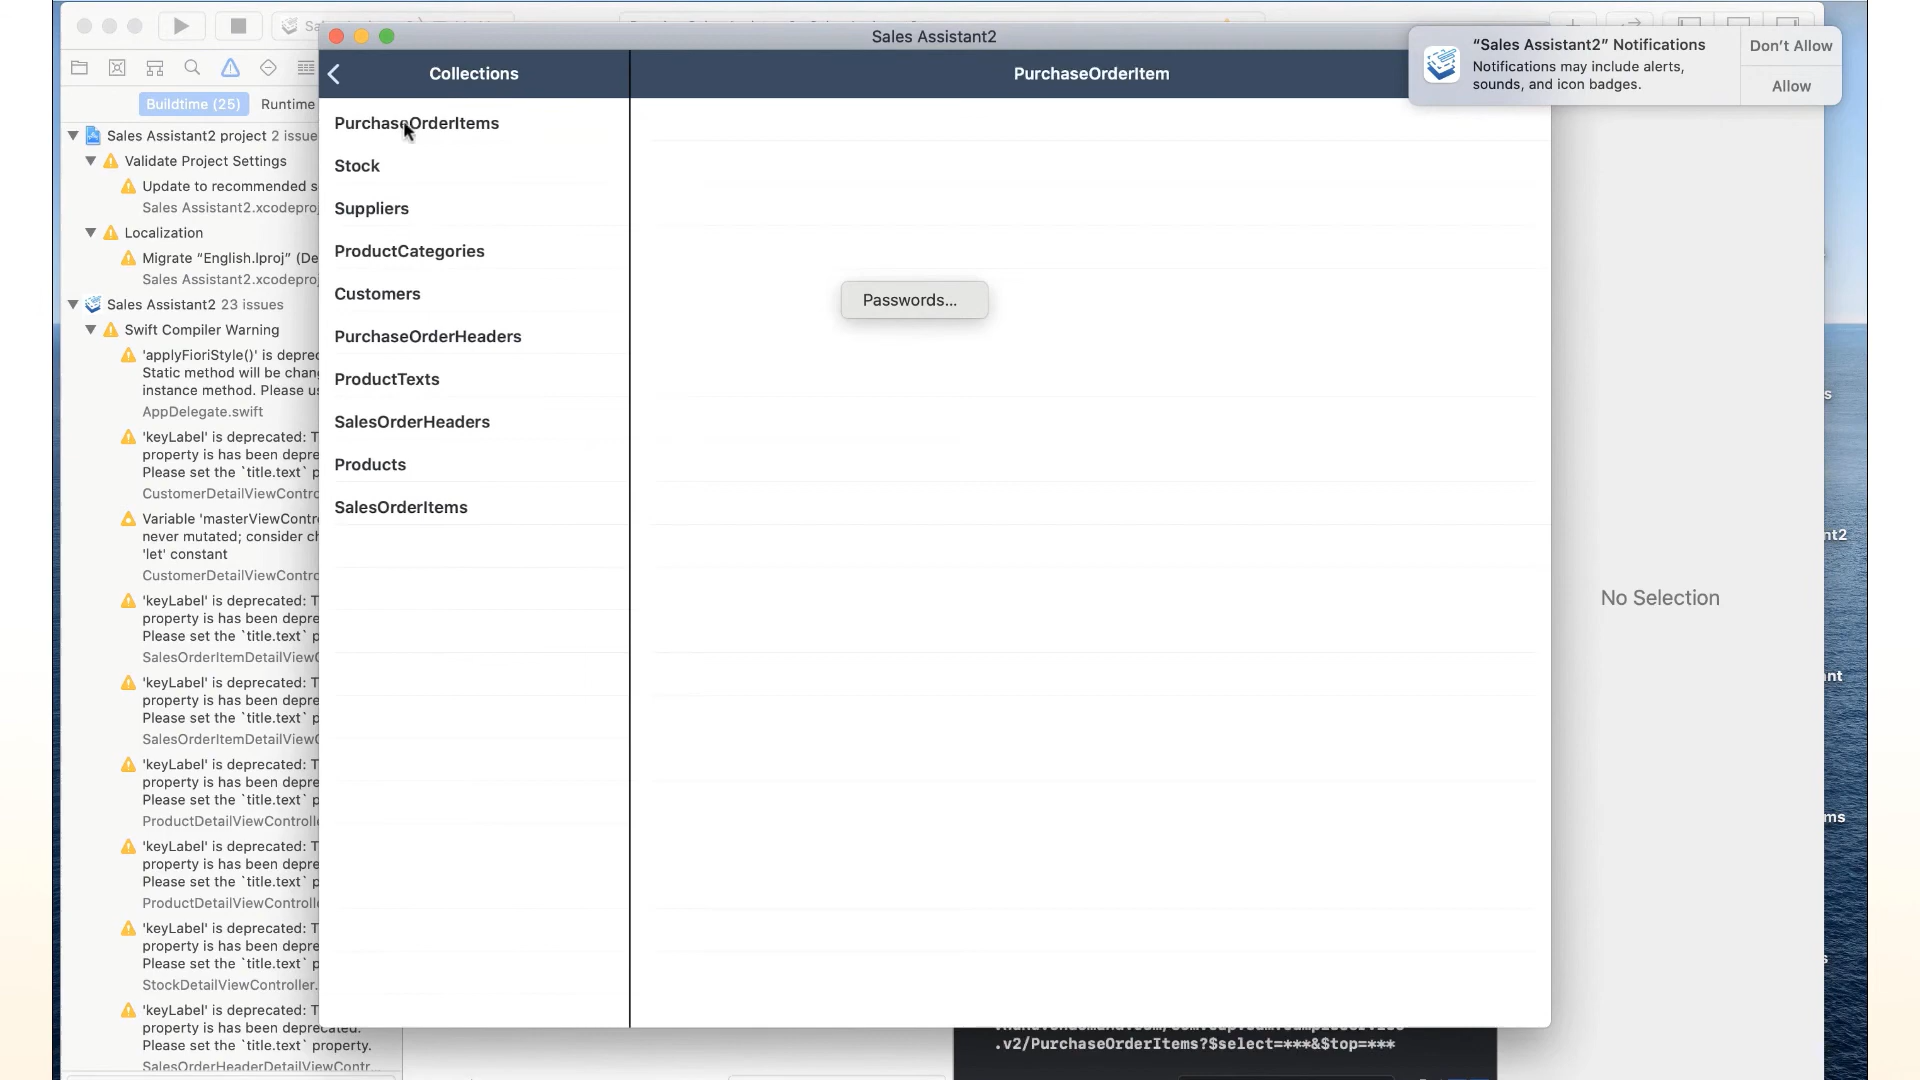 Sales Assistant2
"Sales Assistant2" Notifications
Notifications may include alerts,
sounds, and icon badges.
Don't Allow
Allow
Collections
PurchaseOrderItem
Buildtime (25)
Runtime
Sales Assistant2 project 2 issue
Validate Project Settings
Update to recommended s
Sales Assistant2.xcodeproj
Localization
Migrate “English.lproj” (De
Sales Assistant2.xcodeproj
Sales Assistant2 23 issues
Swift Compiler Warning
'applyFioriStyle()' is depre
Static method will be chan
instance method. Please us
AppDelegate.swift
'keyLabel' is deprecated: T
property is has been depre
Please set the `title.text` p
CustomerDetailViewContro
Variable 'masterViewContr
never mutated; consider ch
'let' constant
CustomerDetailViewContro
'keyLabel' is deprecated: T
property is has been depre
Please set the `title.text` p
SalesOrderItemDetailViewC
'keyLabel' is deprecated: T
property is has been depre
Please set the `title.text` p
SalesOrderItemDetailViewC
'keyLabel' is deprecated: T
property is has been depre
Please set the `title.text` p
ProductDetailViewControlle
'keyLabel' is deprecated: T
property is has been depre
Please set the `title.text` p
ProductDetailViewControlle
'keyLabel' is deprecated: T
property is has been depre
Please set the `title.text` p
StockDetailViewController.
'keyLabel' is deprecated: T
property is has been deprecated.
Please set the `title.text` property.
SalesOrderHeaderDetailViewContr...
PurchaseOrderItems
Stock
Suppliers
ProductCategories
Customers
PurchaseOrderHeaders
ProductTexts
SalesOrderHeaders
Products
SalesOrderItems
Passwords...
No Selection
s
nt2
nt
ms
s
.v2/PurchaseOrderItems?$select=***&$top=***